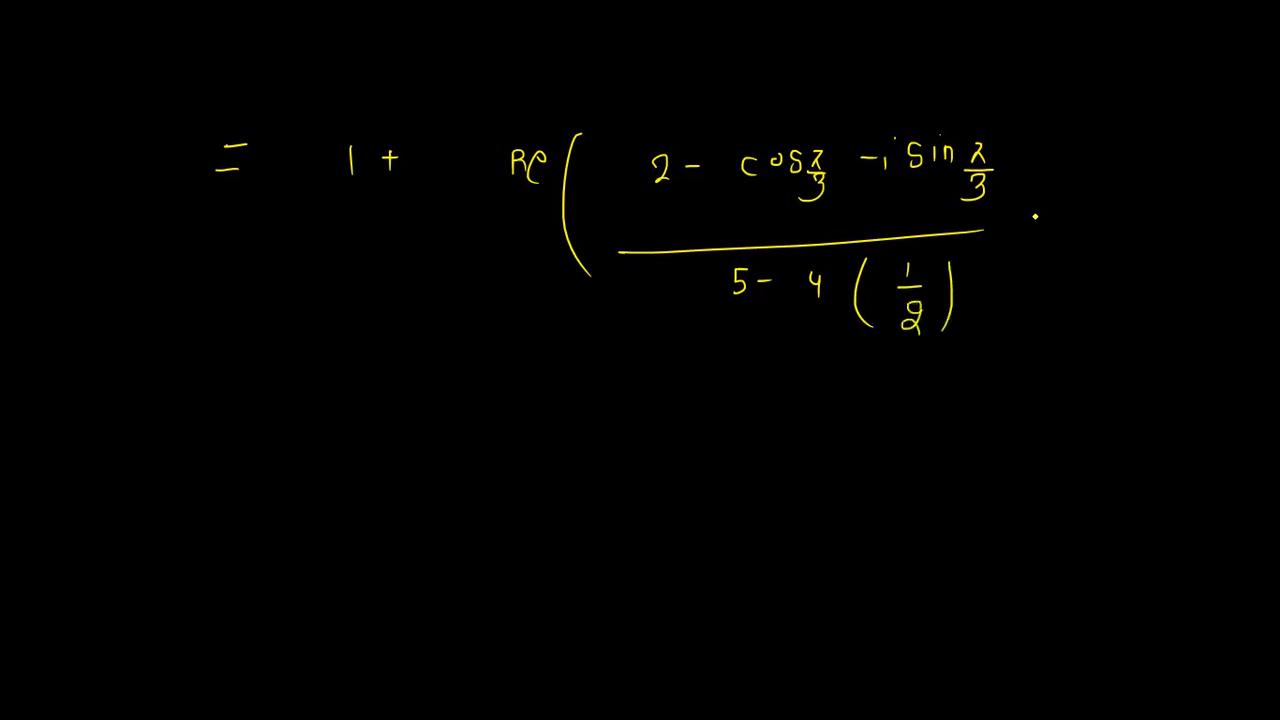 = 1 + Re( 2 - cos π/3 - i sin π/3
5 - 4 (1/2)